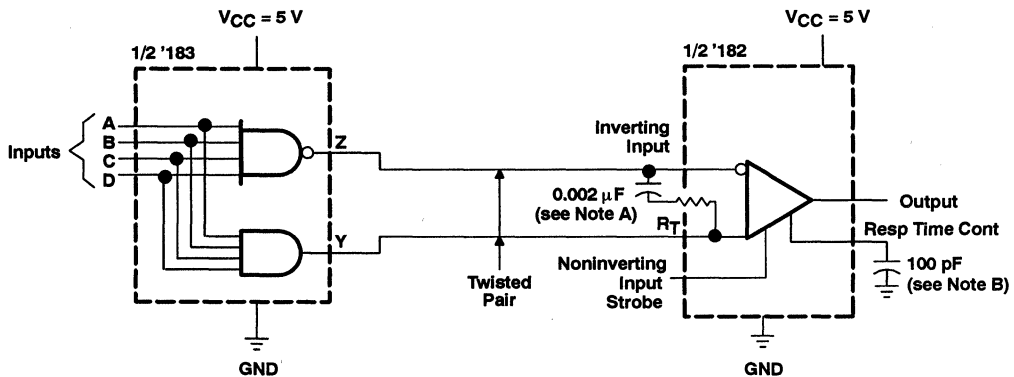 VCC = 5 V
VCC = 5 V
1/2 '183
1/2 '182
Inputs
A
B
C
D
Z
Y
Inverting
Input
0.002 μF
(see Note A)
RT
Twisted
Pair
Noninverting
Input
Strobe
Output
Resp Time Cont
100 pF
(see Note B)
GND
GND